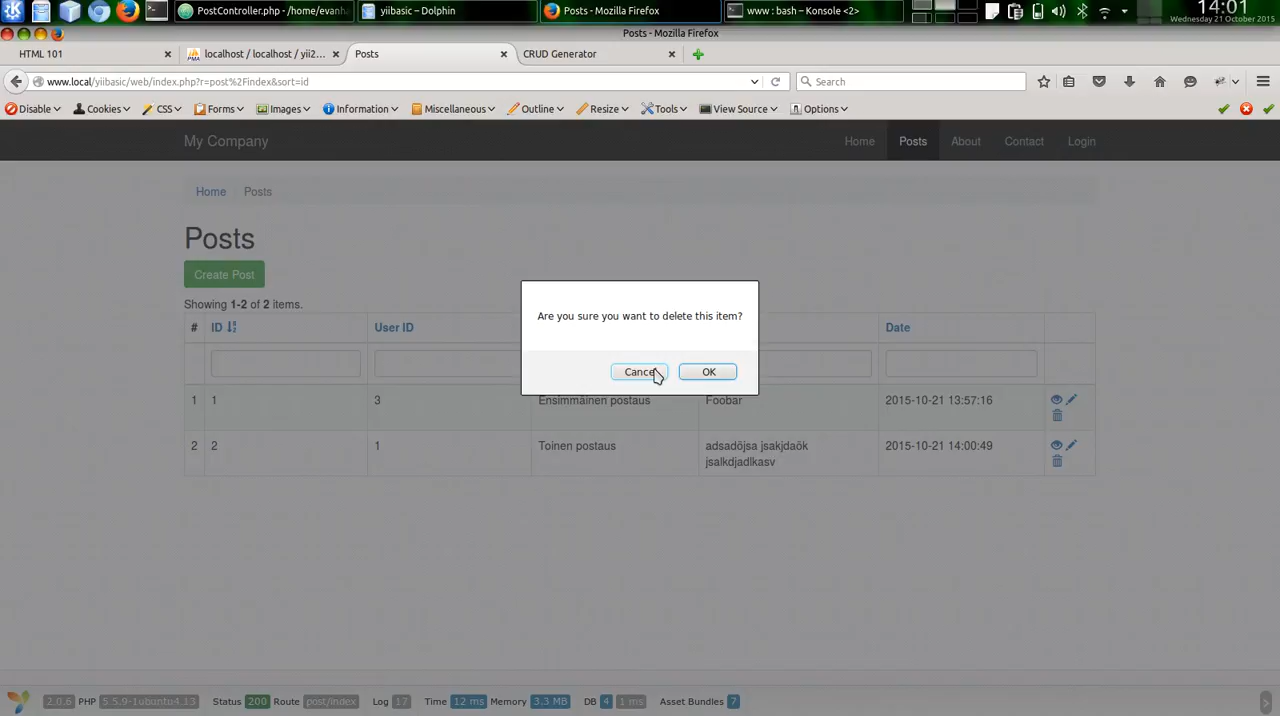 PostController.php - /home/evanh
yiibasic – Dolphin
Posts - Mozilla Firefox
www : bash – Konsole <2>
14:01
Wednesday 21 October 2015
Posts - Mozilla Firefox
HTML 101
localhost / localhost / yii2...
Posts
CRUD Generator
www.local/yiibasic/web/index.php?r=post%2Findex&sort=id
Search
Disable
Cookies
CSS
Forms
Images
Information
Miscellaneous
Outline
Resize
Tools
View Source
Options
My Company
Home
Posts
About
Contact
Login
Home / Posts
Posts
Create Post
Showing 1-2 of 2 items.
# ID User ID Date
Are you sure you want to delete this item?
Cancel
OK
1 1 3 Ensimmäinen postaus Foobar 2015-10-21 13:57:16
2 2 1 Toinen postaus adsadöjsa jsakjdaök 2015-10-21 14:00:49
jsalkdjadlkasv
2.0.6 PHP 5.5.9-1ubuntu4.13 Status 200 Route post/index Log 17 Time 12 ms Memory 3.3 MB DB 4 1 ms Asset Bundles 7 >